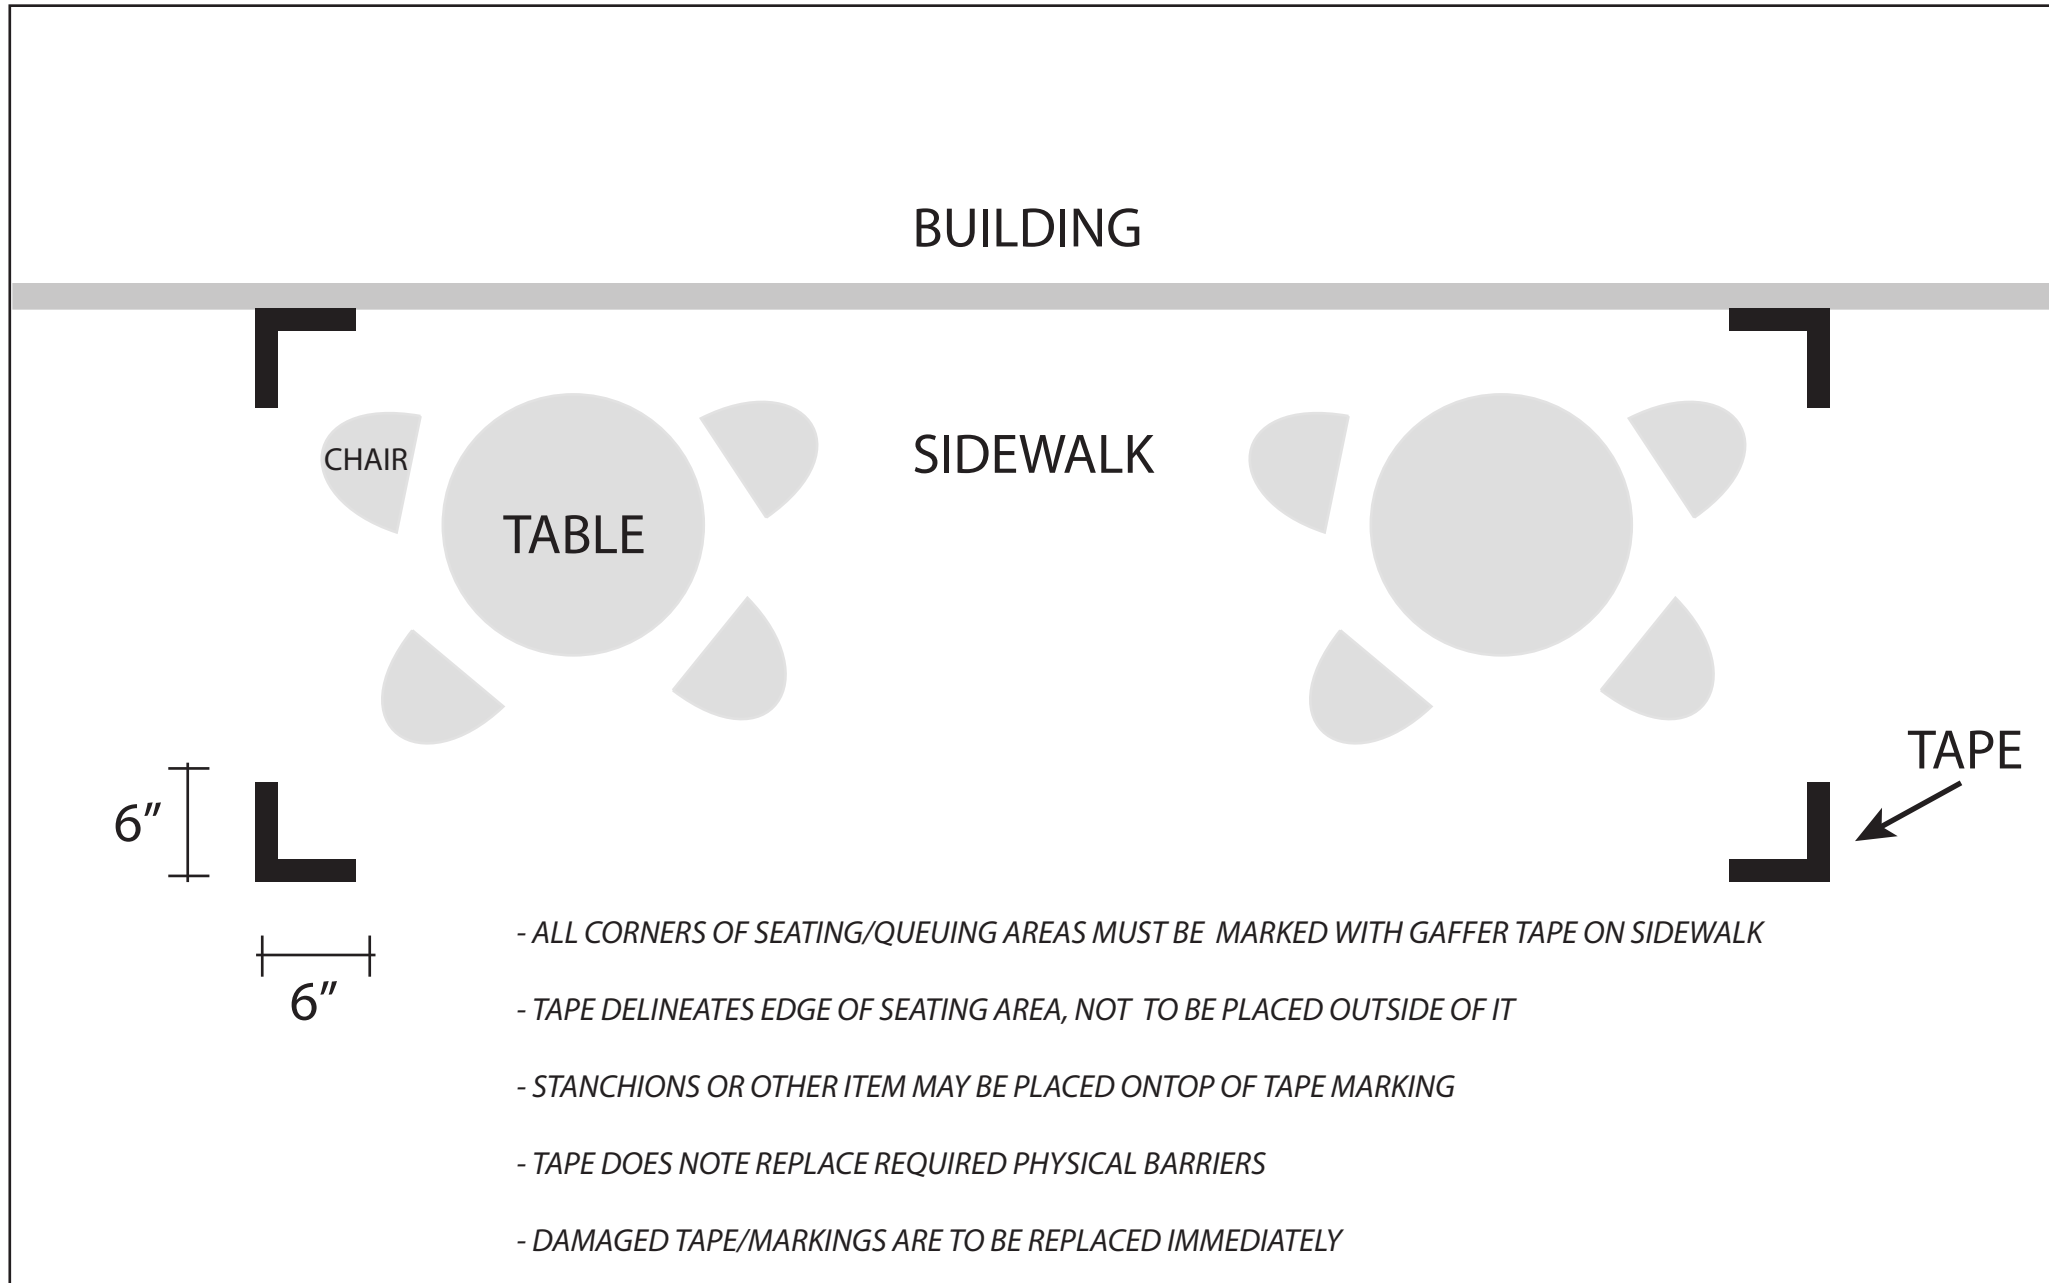 BUILDING
SIDEWALK
CHAIR
TABLE
TAPE
6"
6"
- ALL CORNERS OF SEATING/QUEUING AREAS MUST BE MARKED WITH GAFFER TAPE ON SIDEWALK
- TAPE DELINEATES EDGE OF SEATING AREA, NOT TO BE PLACED OUTSIDE OF IT
- STANCHIONS OR OTHER ITEM MAY BE PLACED ONTOP OF TAPE MARKING
- TAPE DOES NOTE REPLACE REQUIRED PHYSICAL BARRIERS
- DAMAGED TAPE/MARKINGS ARE TO BE REPLACED IMMEDIATELY